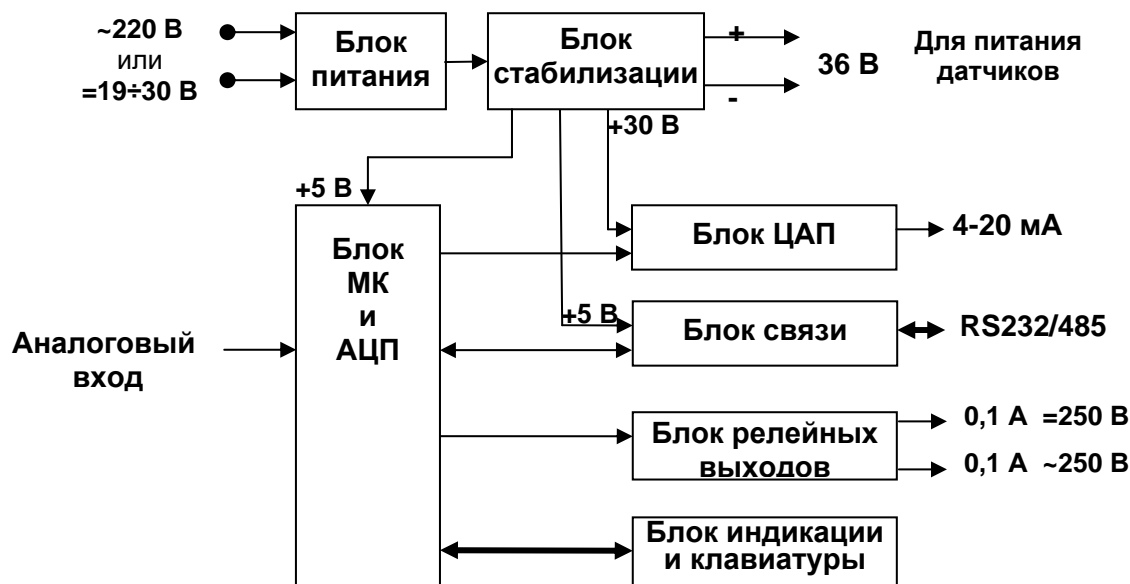 ~220 В
или
=19÷30 В
Блок
питания
Блок
стабилизации
+
-
36 В
Для питания
датчиков
+30 В
+5 В
Блок
МК
и
АЦП
Аналоговый
вход
Блок ЦАП
4-20 мА
+5 В
Блок связи
RS232/485
Блок релейных
выходов
0,1 А =250 В
0,1 А ~250 В
Блок индикации
и клавиатуры